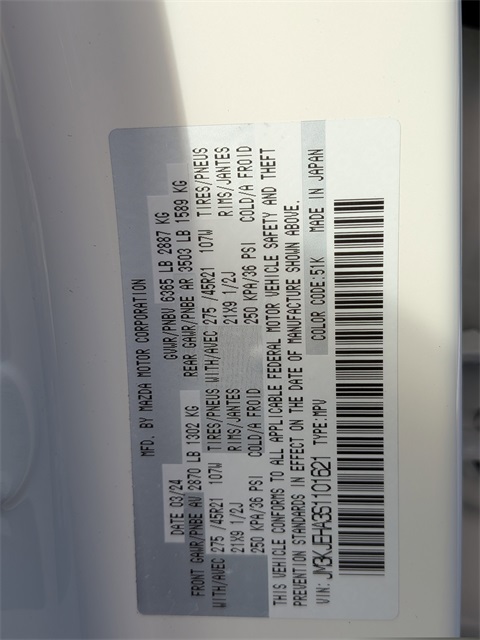 MFD. BY MAZDA MOTOR CORPORATION
DATE 03/24 GVWR/PNBV 6365 LB 2887 KG
FRONT GAWR/PNBE AV 2870 LB 1302 KG REAR GAWR/PNBE AR 3503 LB 1589 KG
WITH/AVEC 275 /45R21 107W TIRES/PNEUS WITH/AVEC 275 /45R21 107W TIRES/PNEUS
21X9 1/2J RIMS/JANTES 21X9 1/2J RIMS/JANTES
250 KPA/36 PSI COLD/A FROID 250 KPA/36 PSI COLD/A FROID
THIS VEHICLE CONFORMS TO ALL APPLICABLE FEDERAL MOTOR VEHICLE SAFETY AND THEFT
PREVENTION STANDARDS IN EFFECT ON THE DATE OF MANUFACTURE SHOWN ABOVE.
VIN: JM3KJEHA3S1101621 TYPE:MPV COLOR CODE:51K MADE IN JAPAN